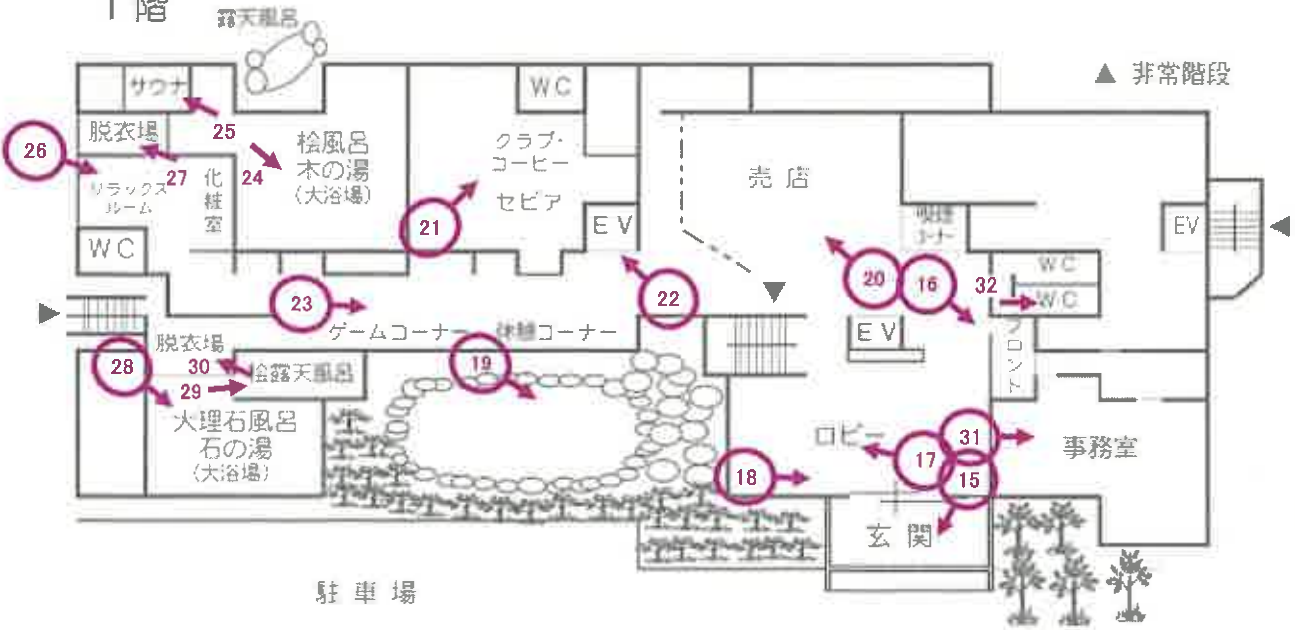 1 階
露天風呂
▲ 非常階段
サウナ
WC
脱衣場
25
桧風呂
木の湯
(大浴場)
クラブ・
コーヒー
セピア
売 店
26
リラックス
ルーム
27
化粧室
24
21
EV
EV
WC
喫煙
コーナー
WC
WC
23
22
20
16
32
ゲームコーナー
休憩コーナー
EV
フロント
脱衣場
28
30
29
桧露天風呂
19
大理石風呂
石の湯
(大浴場)
ロビー
31
17
18
15
事務室
玄 関
駐 車 場